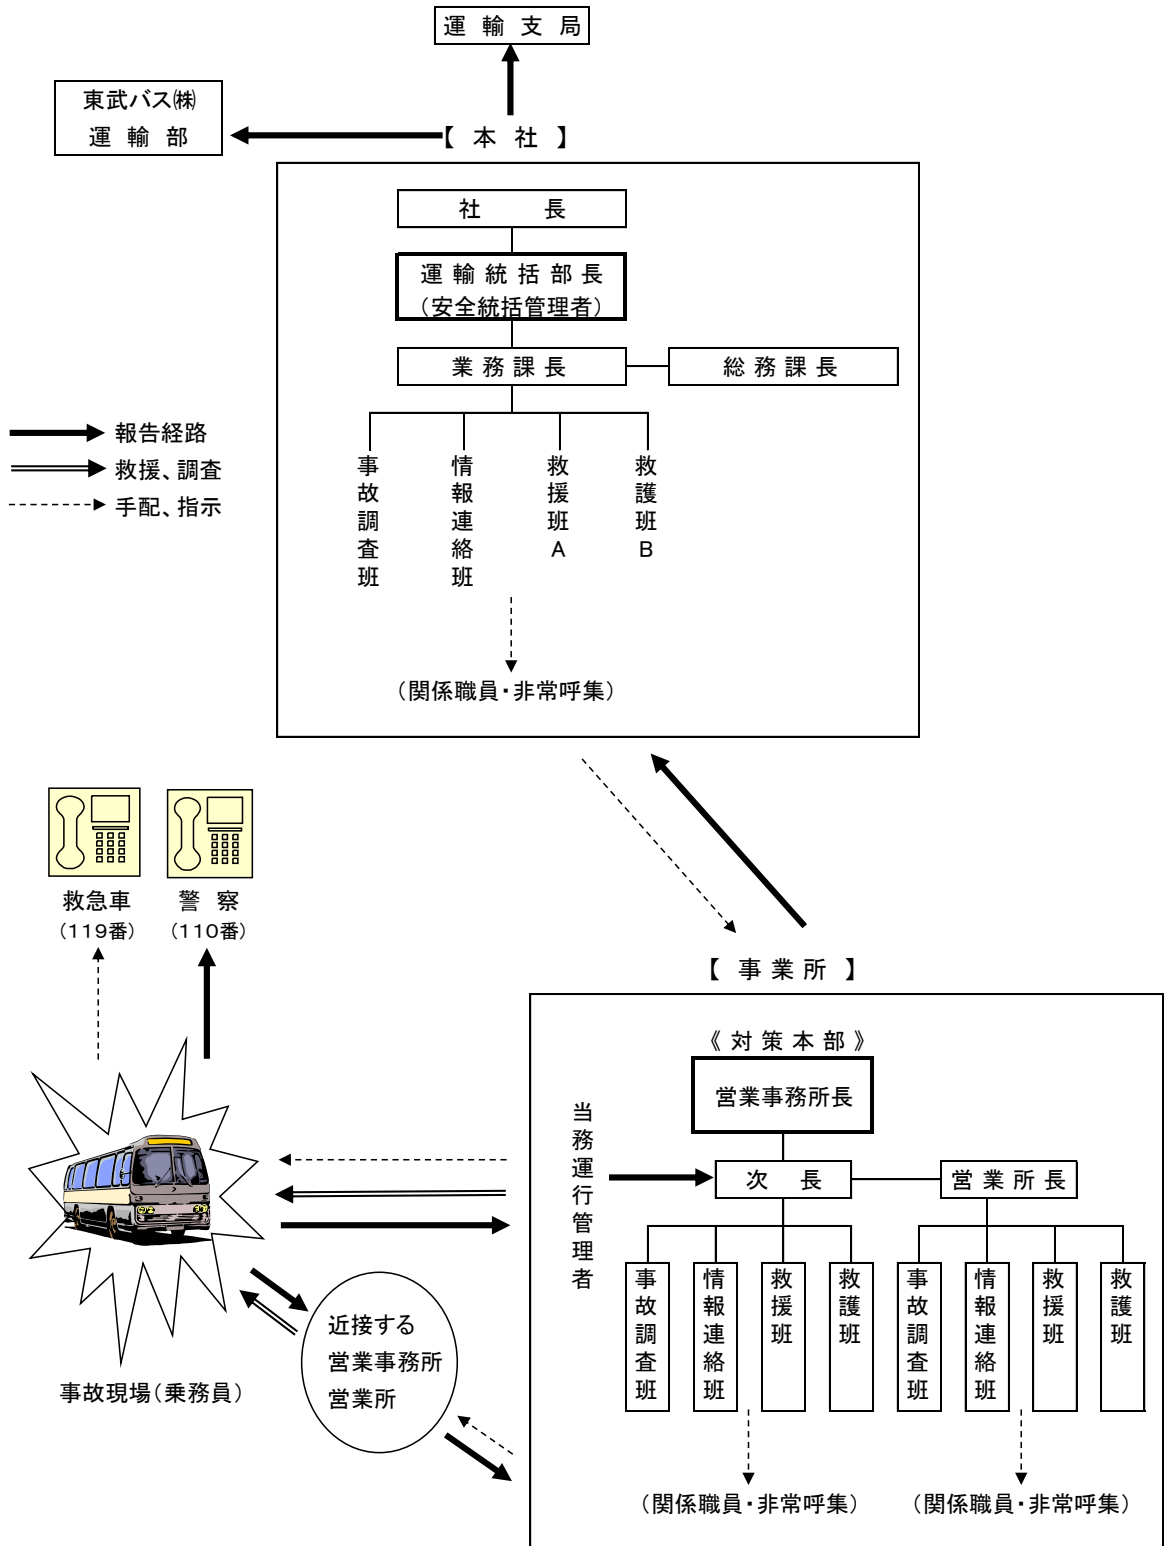 運輸支局
東武バス㈱
運輸部
【本社】
社長
運輸統括部長
(安全統括管理者)
業務課長
総務課長
報告経路
救援、調査
手配、指示
事故調査班
情報連絡班
救援班A
救護班B
(関係職員・非常呼集)
救急車
(119番)
警察
(110番)
【事業所】
《対策本部》
営業事務所長
当務運行管理者
次長
営業所長
事故調査班
情報連絡班
救援班
救護班
事故調査班
情報連絡班
救援班
救護班
近接する
営業事務所
営業所
事故現場(乗務員)
(関係職員・非常呼集)
(関係職員・非常呼集)